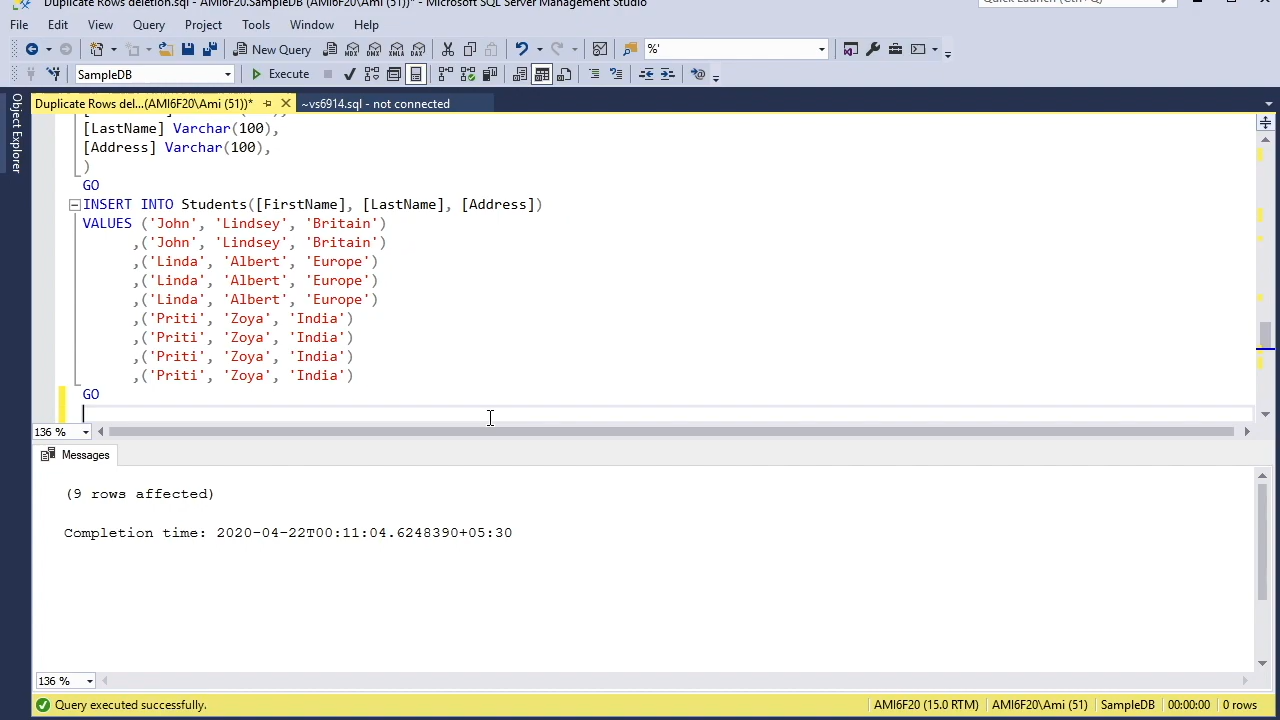 Duplicate Rows deletion.sql - AMI6F20.SampleDB (AMI6F20\Ami (51))* - Microsoft SQL Server Management Studio
Quick Launch (Ctrl+Q)
File Edit View Query Project Tools Window Help
New Query %'
SampleDB Execute
Object Explorer
Duplicate Rows del...(AMI6F20\Ami (51))* ~vs6914.sql - not connected
[LastName] Varchar(100),
[Address] Varchar(100),
)
GO
INSERT INTO Students([FirstName], [LastName], [Address])
VALUES ('John', 'Lindsey', 'Britain')
,('John', 'Lindsey', 'Britain')
,('Linda', 'Albert', 'Europe')
,('Linda', 'Albert', 'Europe')
,('Linda', 'Albert', 'Europe')
,('Priti', 'Zoya', 'India')
,('Priti', 'Zoya', 'India')
,('Priti', 'Zoya', 'India')
,('Priti', 'Zoya', 'India')
GO
136 %
Messages
(9 rows affected)
Completion time: 2020-04-22T00:11:04.6248390+05:30
136 %
Query executed successfully. AMI6F20 (15.0 RTM) AMI6F20\Ami (51) SampleDB 00:00:00 0 rows